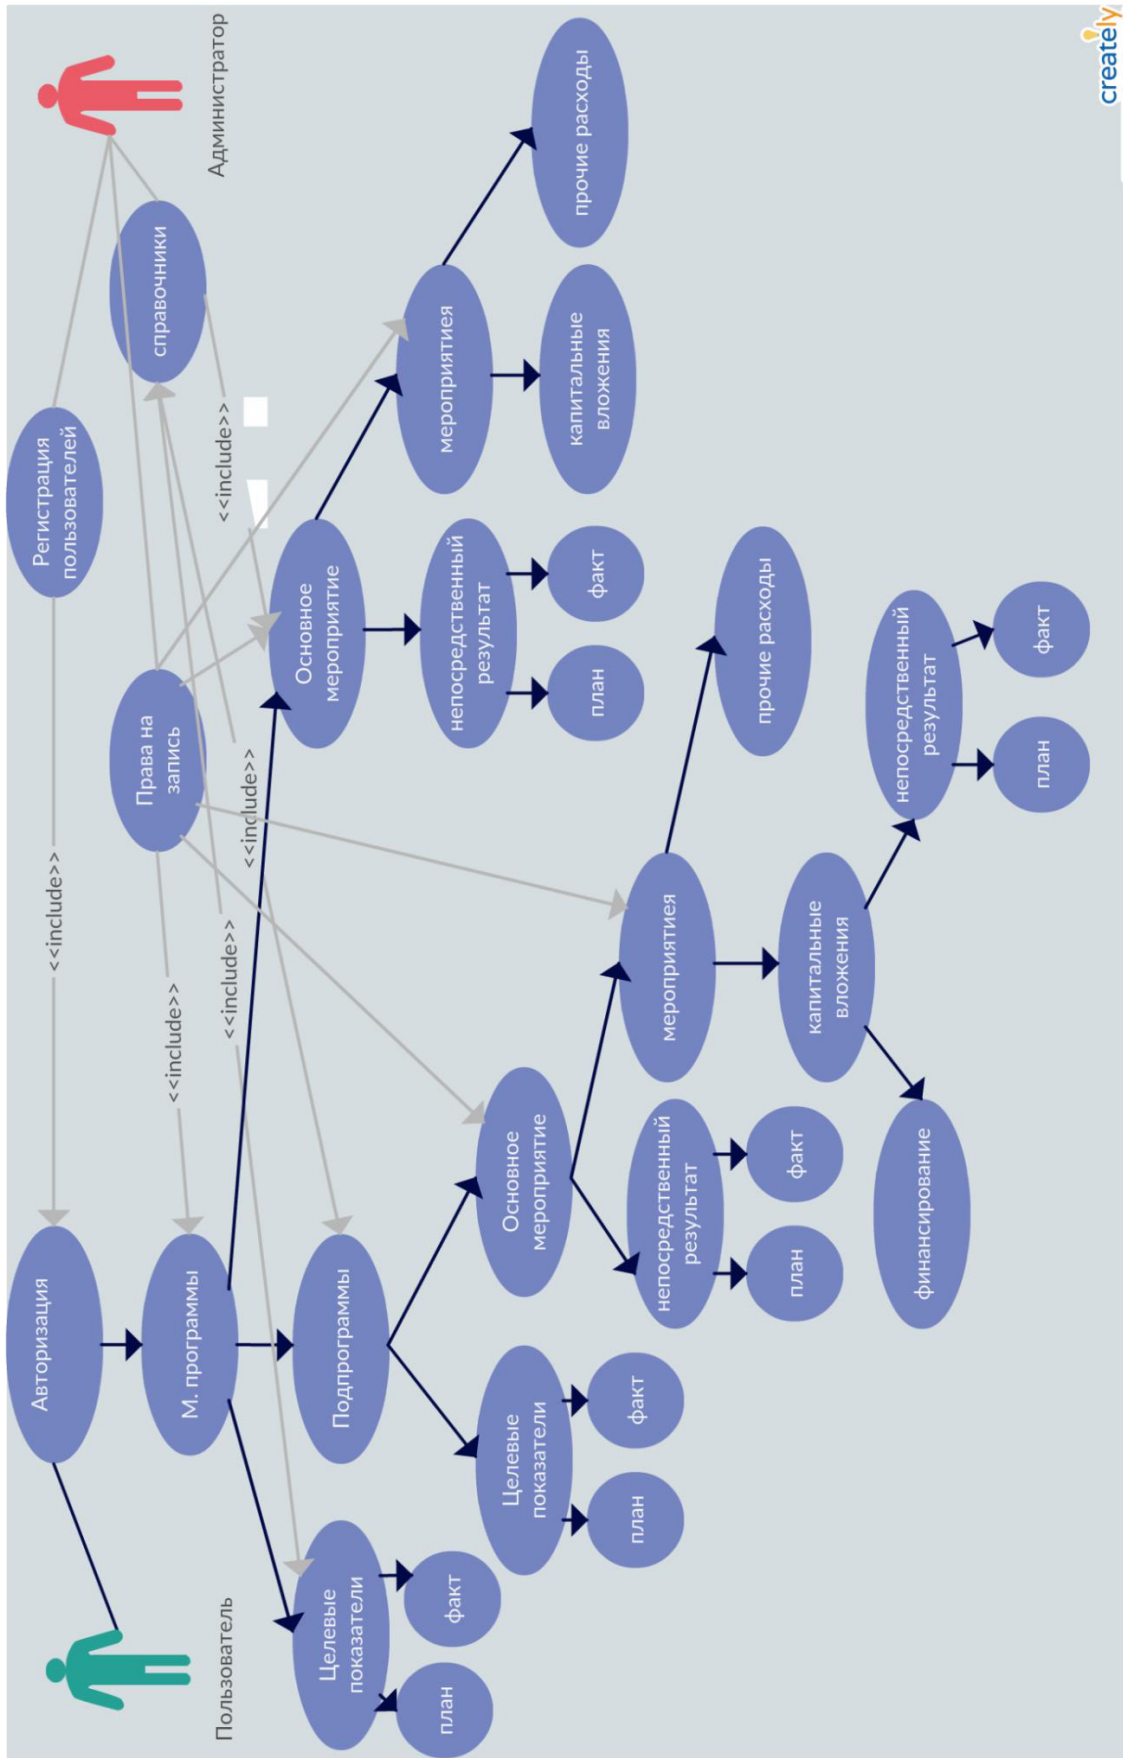 Авторизация
<<include>>
Регистрация
пользователей
М. программы
<<include>>
Права на
запись
справочники
Пользователь
Администратор
<<include>>
<<include>>
<<include>>
Целевые
показатели
Подпрограммы
Основное
мероприятие
план
факт
мероприятиея
непосредственный
результат
Целевые
показатели
Основное
мероприятие
план
факт
капитальные
вложения
прочие расходы
план
факт
непосредственный
результат
мероприятиея
прочие расходы
план
факт
капитальные
вложения
финансирование
непосредственный
результат
план
факт
creately